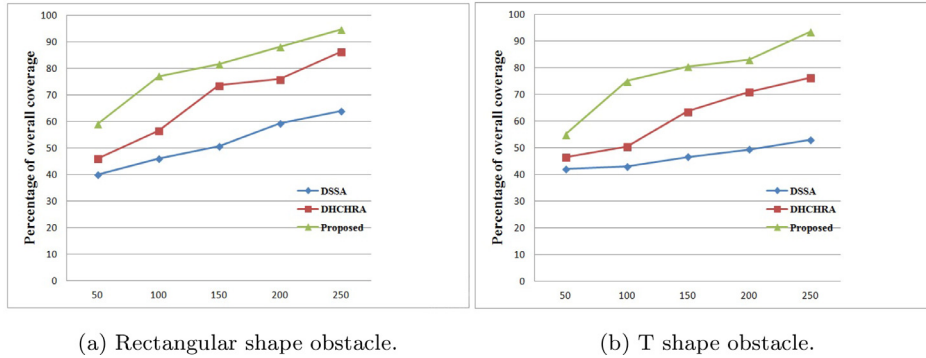 Percentage of overall coverage
100
90
80
70
60
50
40
30
20
10
0
50 100 150 200 250
DSSA
DHCHRA
Proposed
(a) Rectangular shape obstacle.
Percentage of overall coverage
100
90
80
70
60
50
40
30
20
10
0
50 100 150 200 250
DSSA
DHCHRA
Proposed
(b) T shape obstacle.